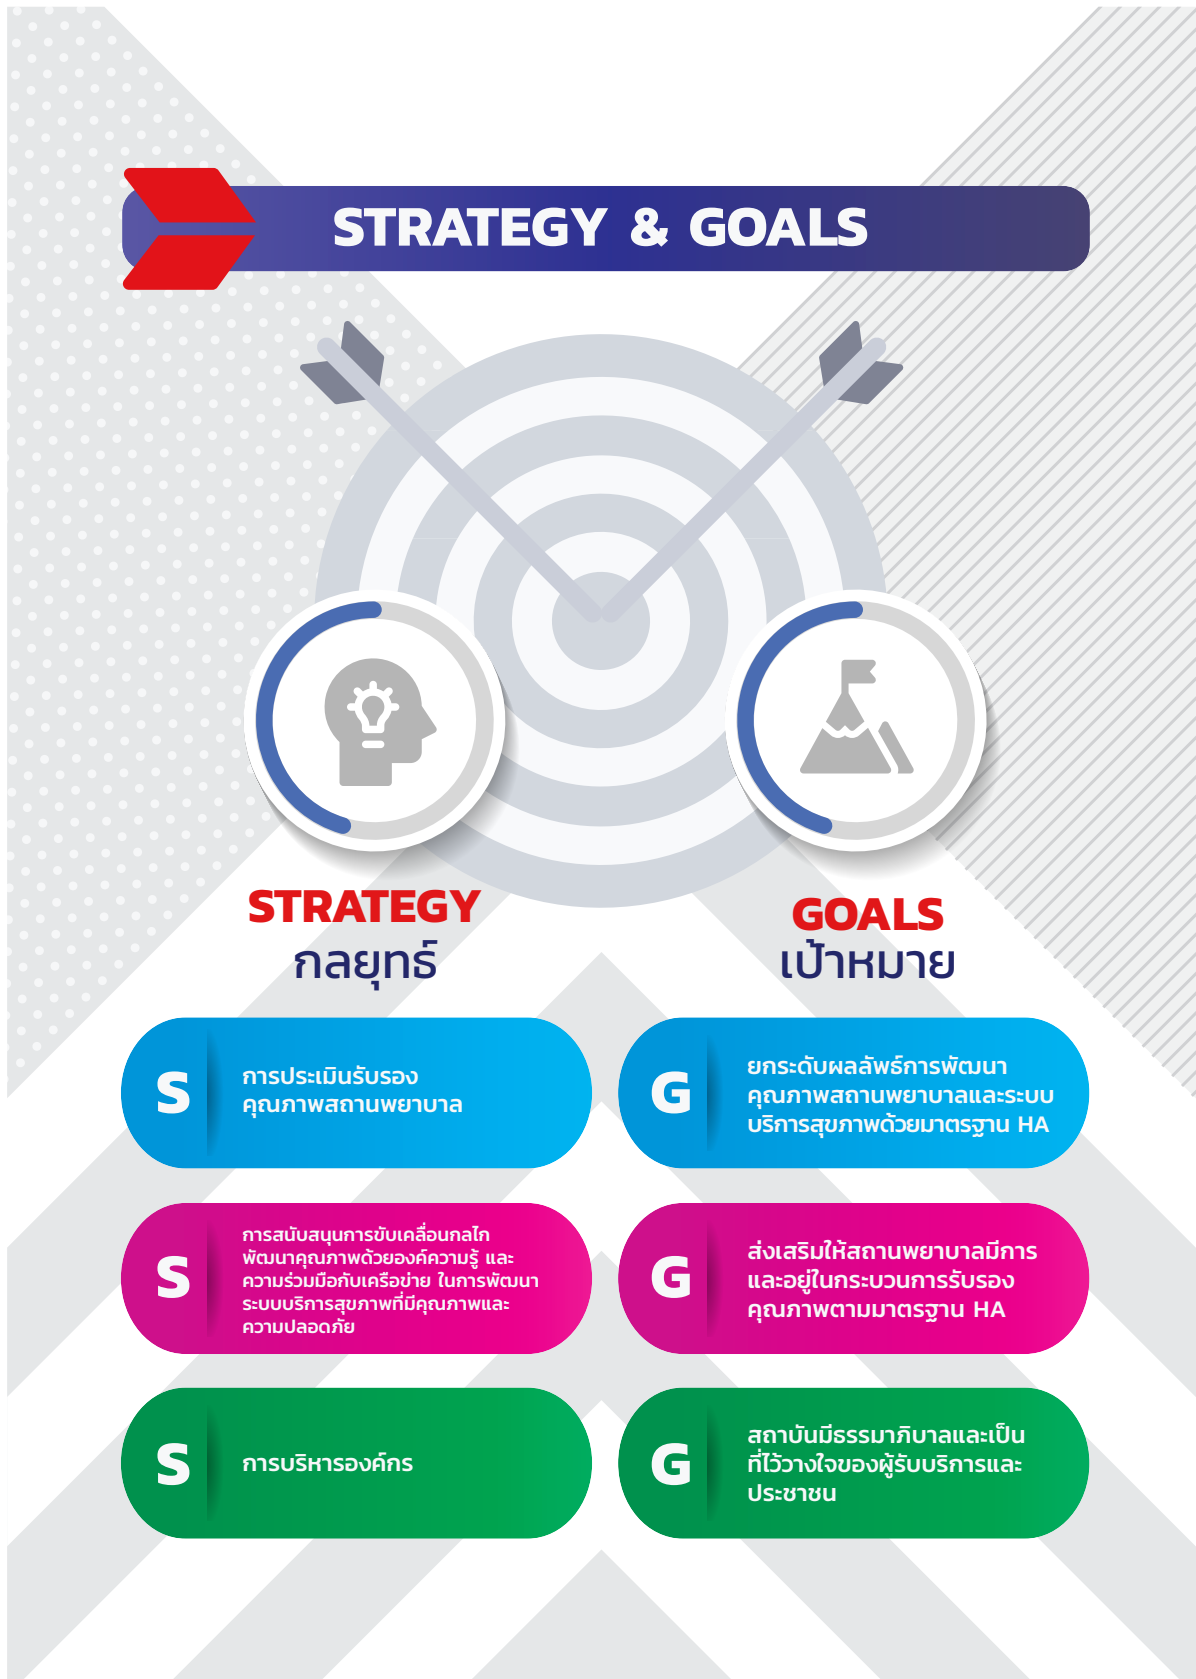 STRATEGY & GOALS
STRATEGY
กลยุทธ์
GOALS
เป้าหมาย
S
การประเมินรับรอง
คุณภาพสถานพยาบาล
G
ยกระดับผลลัพธ์การพัฒนา
คุณภาพสถานพยาบาลและระบบ
บริการสุขภาพด้วยมาตรฐาน HA
S
การสนับสนุนการขับเคลื่อนกลไก
พัฒนาคุณภาพด้วยองค์ความรู้ และ
ความร่วมมือกับเครือข่าย ในการพัฒนา
ระบบบริการสุขภาพที่มีคุณภาพและ
ความปลอดภัย
G
ส่งเสริมให้สถานพยาบาลมีการ
และอยู่ในกระบวนการรับรอง
คุณภาพตามมาตรฐาน HA
S
การบริหารองค์กร
G
สถาบันมีธรรมาภิบาลและเป็น
ที่ไว้วางใจของผู้รับบริการและ
ประชาชน